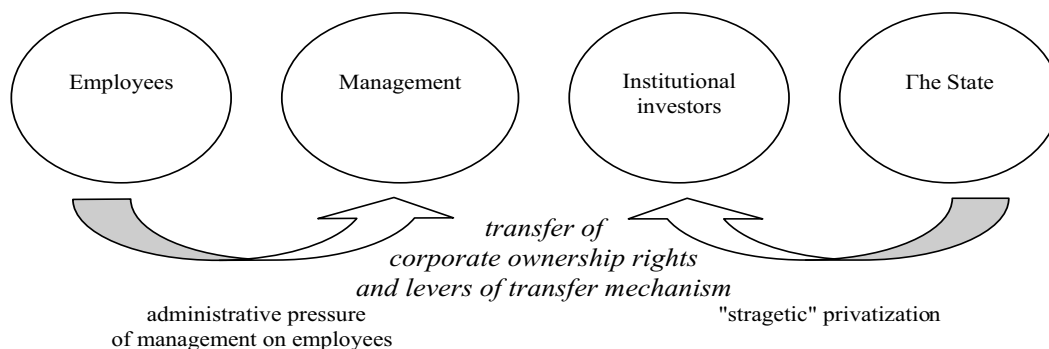 Employees
Management
Institutional
investors
Гhe State
transfer of
corporate ownership rights
and levers of transfer mechanism
administrative pressure
of management on employees
"stragetic" privatization